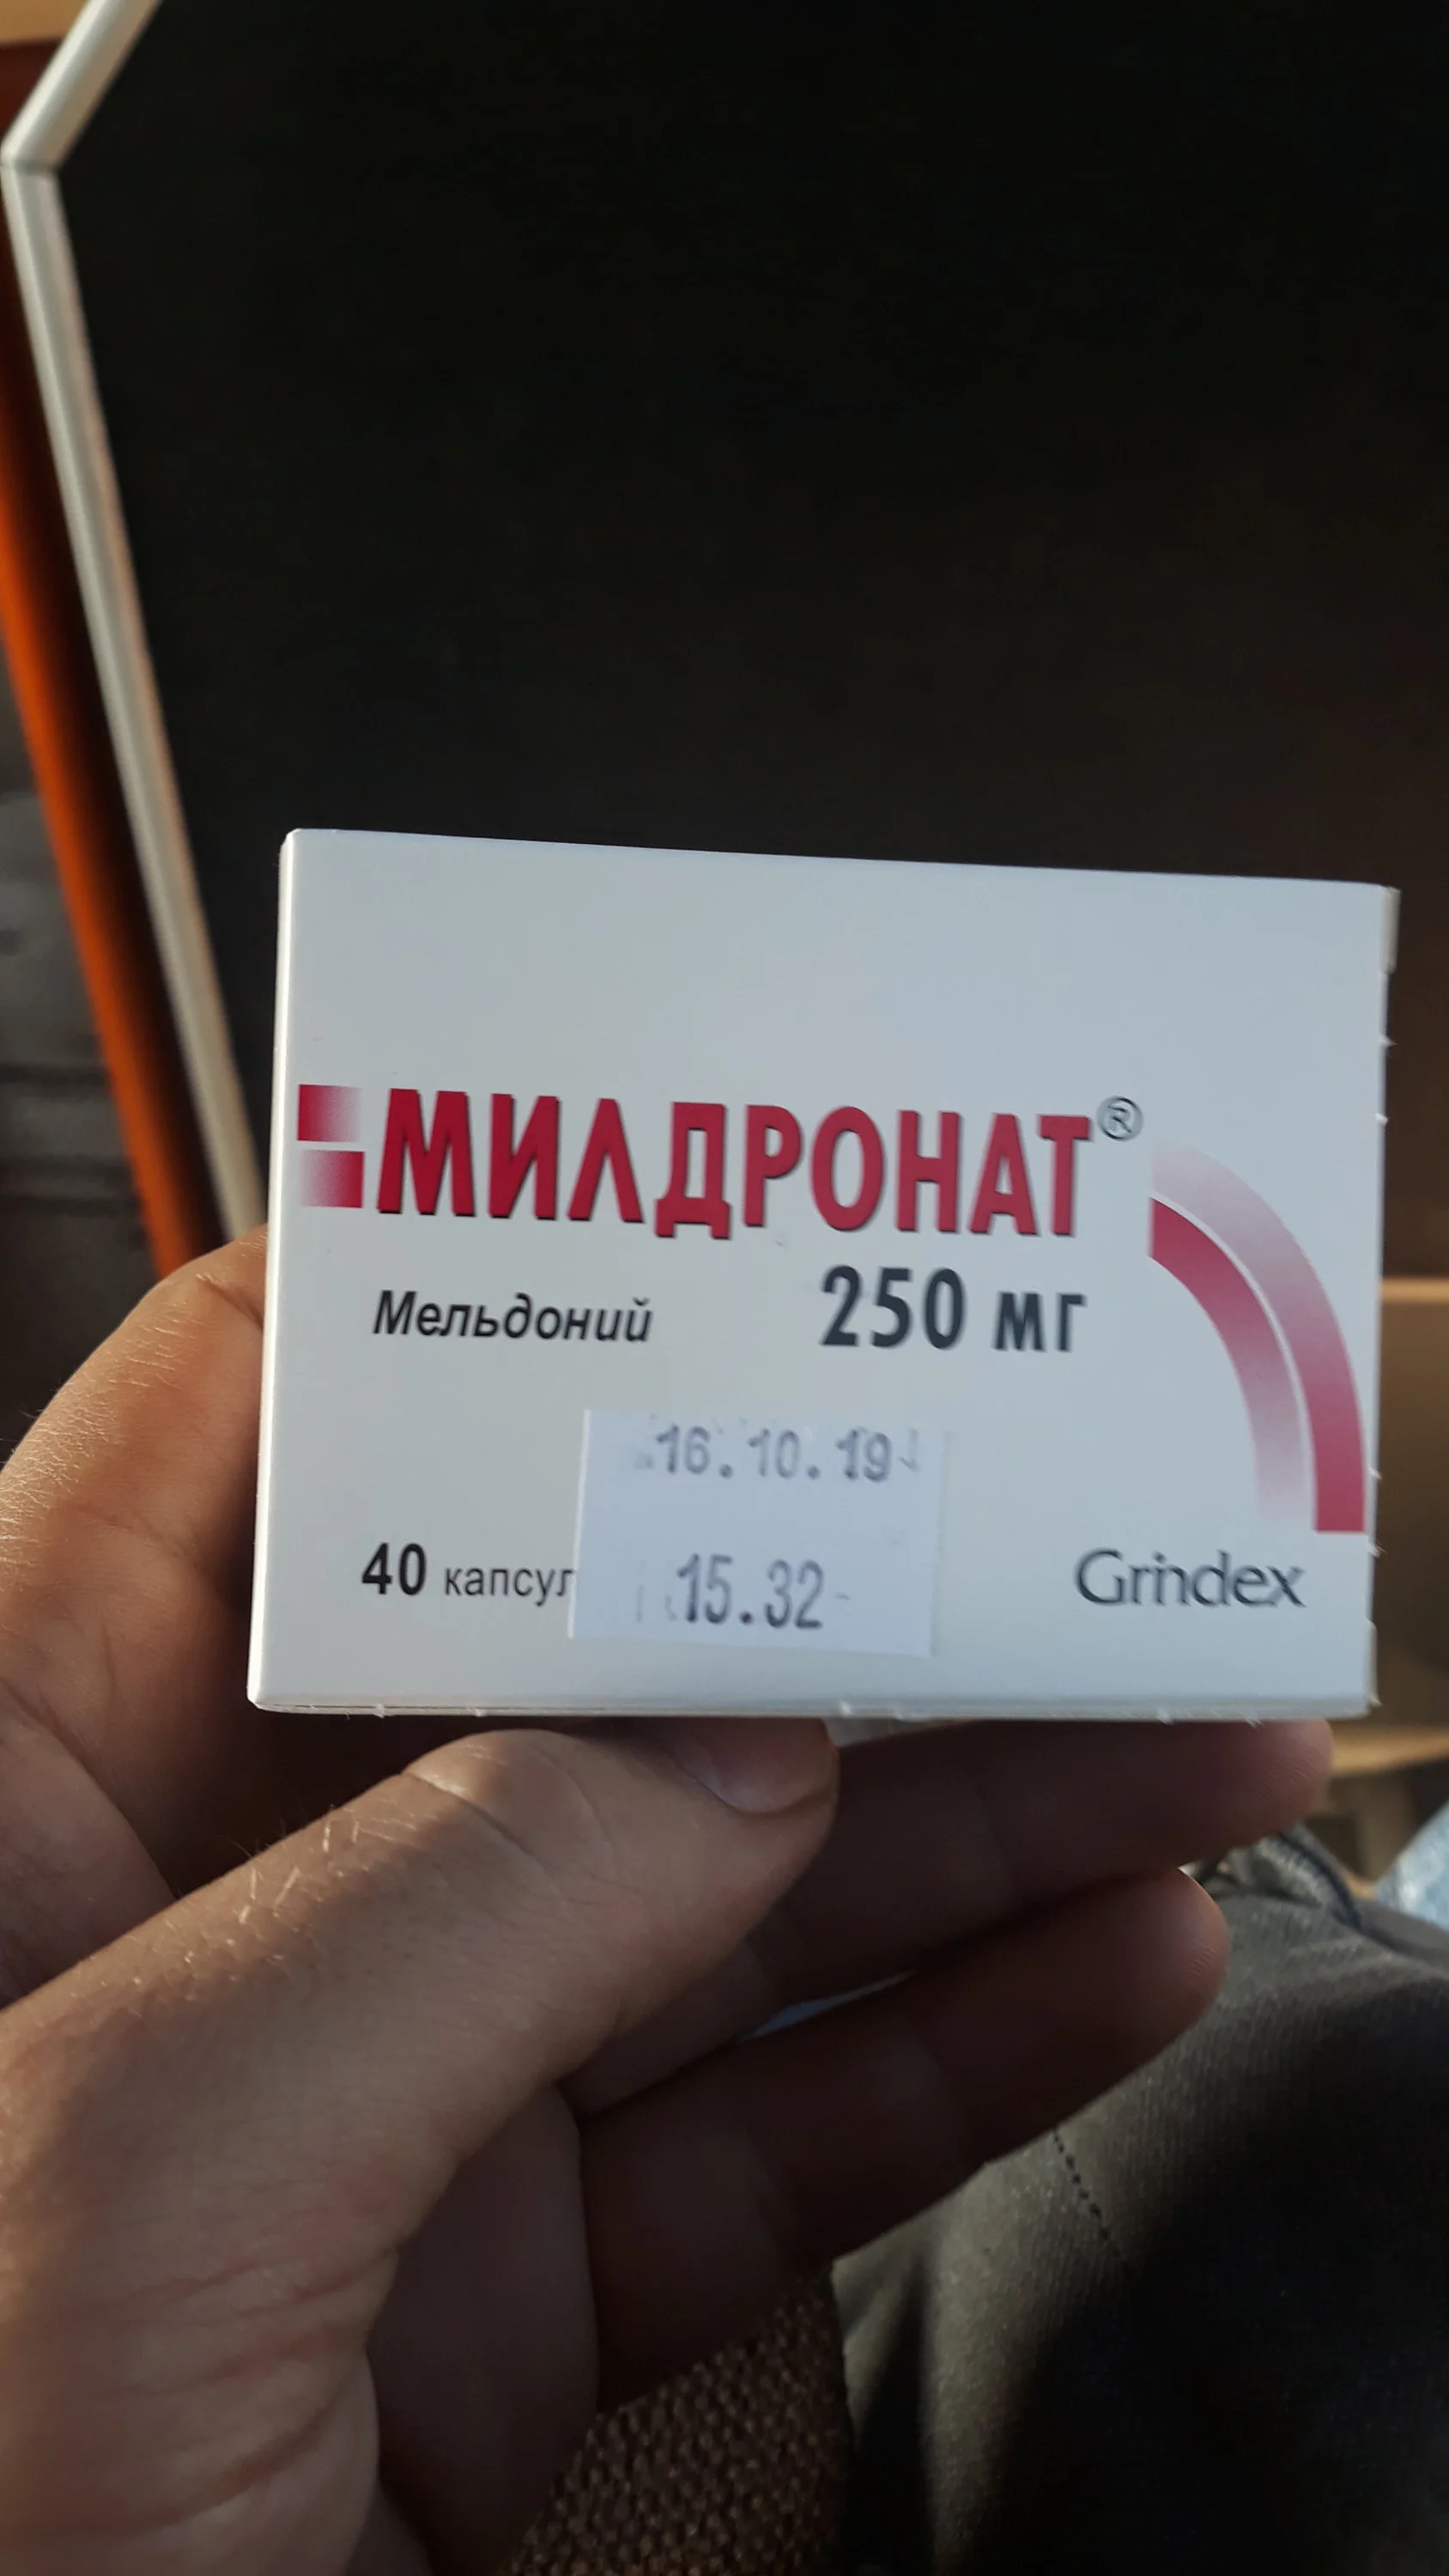 МИЛДРОНАТ®
Мельдоний 250 мг
16.10.19
40 капсул 15.32 Grindex